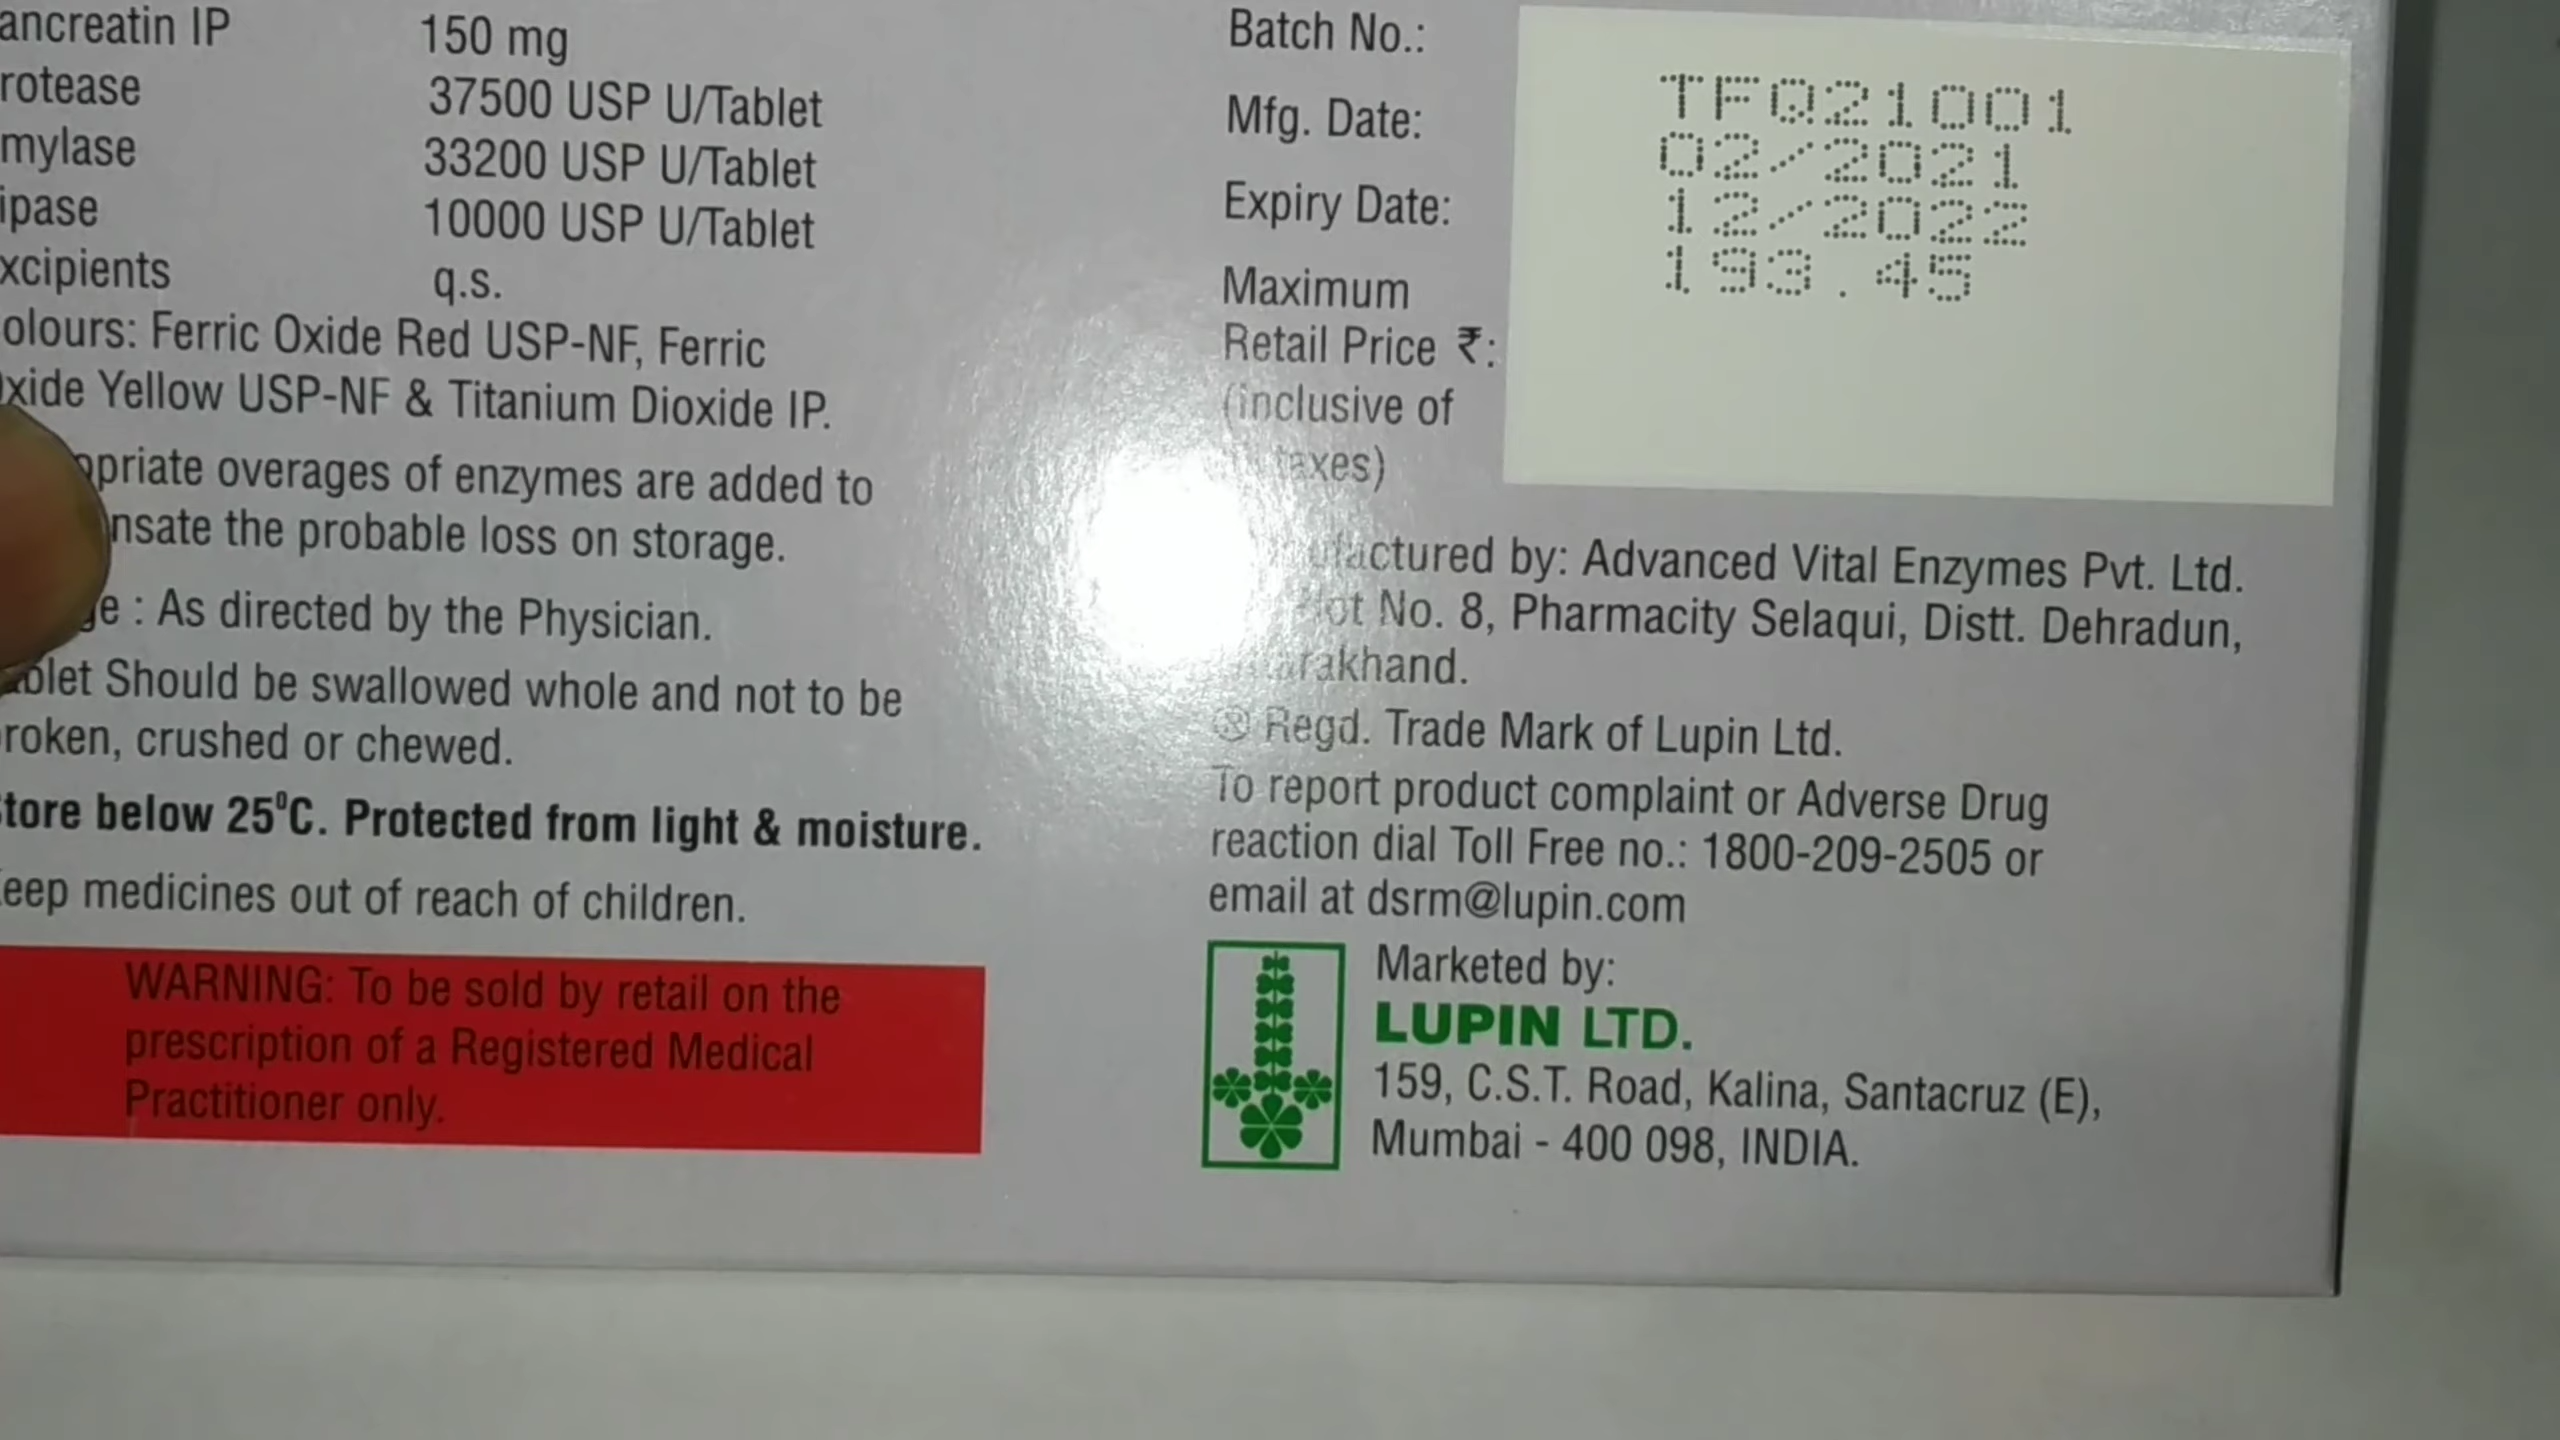 ancreatin IP 150 mg
rotease 37500 USP U/Tablet
mylase 33200 USP U/Tablet
ipase 10000 USP U/Tablet
xcipients q.s.
olours: Ferric Oxide Red USP-NF, Ferric
xide Yellow USP-NF & Titanium Dioxide IP.
opriate overages of enzymes are added to
nsate the probable loss on storage.
ge : As directed by the Physician.
ablet Should be swallowed whole and not to be
roken, crushed or chewed.
tore below 25⁰C. Protected from light & moisture.
eep medicines out of reach of children.
WARNING: To be sold by retail on the
prescription of a Registered Medical
Practitioner only.
Batch No.: TFQ21001
Mfg. Date: 02/2021
Expiry Date: 12/2022
Maximum
Retail Price ₹: 193.45
(inclusive of
taxes)
ufactured by: Advanced Vital Enzymes Pvt. Ltd.
Plot No. 8, Pharmacity Selaqui, Distt. Dehradun,
arakhand.
® Regd. Trade Mark of Lupin Ltd.
To report product complaint or Adverse Drug
reaction dial Toll Free no.: 1800-209-2505 or
email at dsrm@lupin.com
Marketed by:
LUPIN LTD.
159, C.S.T. Road, Kalina, Santacruz (E),
Mumbai - 400 098, INDIA.